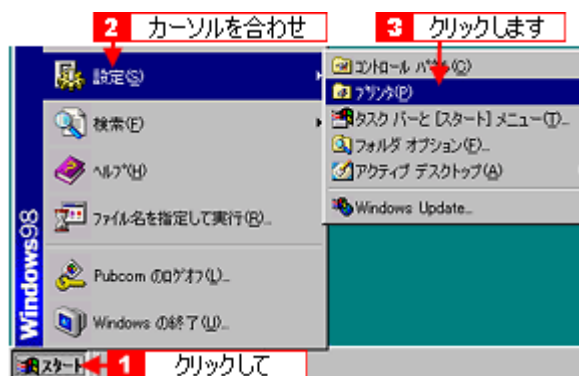 2 カーソルを合わせ
3 クリックします
設定(S)
検索(F)
ヘルプ(H)
ファイル名を指定して実行(R)...
Pubcom のログオフ(L)...
Windows の終了(U)...
コントロール パネル(C)
プリンタ(P)
タスク バーと [スタート] メニュー(T)...
フォルダ オプション(F)...
アクティブ デスクトップ(A)
Windows Update...
Windows98
スタート
1 クリックして